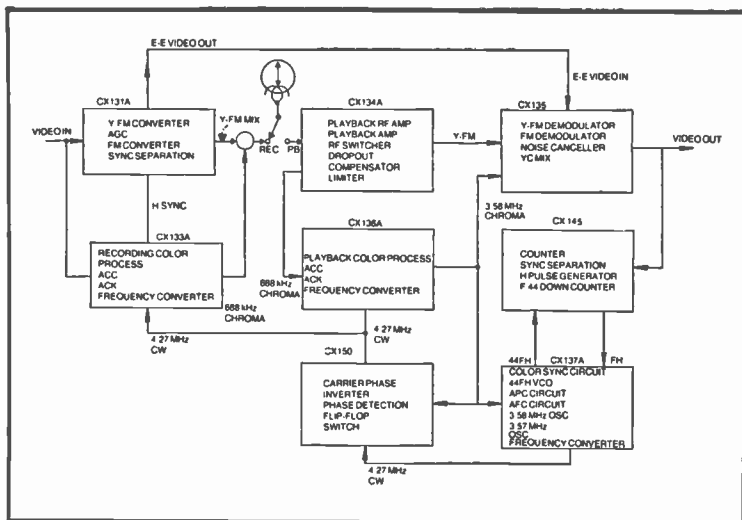 E-E VIDEO OUT
E-E VIDEO IN
CX131A
Y FM CONVERTER
AGC
FM CONVERTER
SYNC SEPARATION
VIDEO IN
Y-FM MIX
REC
PB
CX134A
PLAYBACK RF AMP
PLAYBACK AMP
RF SWITCHER
DROPOUT
COMPENSATOR
LIMITER
Y-FM
CX135
Y-FM DEMODULATOR
FM DEMODULATOR
NOISE CANCELLER
YC MIX
VIDEO OUT
H SYNC
CX133A
RECORDING COLOR
PROCESS
ACC
ACK
FREQUENCY CONVERTER
688 kHz
CHROMA
CX136A
PLAYBACK COLOR PROCESS
ACC
ACK
FREQUENCY CONVERTER
688 kHz
CHROMA
3 58 MHz
CHROMA
CX145
COUNTER
SYNC SEPARATION
H PULSE GENERATOR
F 44 DOWN COUNTER
4 27 MHz
CW
4 27 MHz
CW
CX150
CARRIER PHASE
INVERTER
PHASE DETECTION
FLIP-FLOP
SWITCH
44FH
CX137A
FH
COLOR SYNC CIRCUIT
44FH VCO
APC CIRCUIT
AFC CIRCUIT
3 58 MHz OSC
3 57 MHz
OSC
FREQUENCY CONVERTER
4 27 MHz
CW